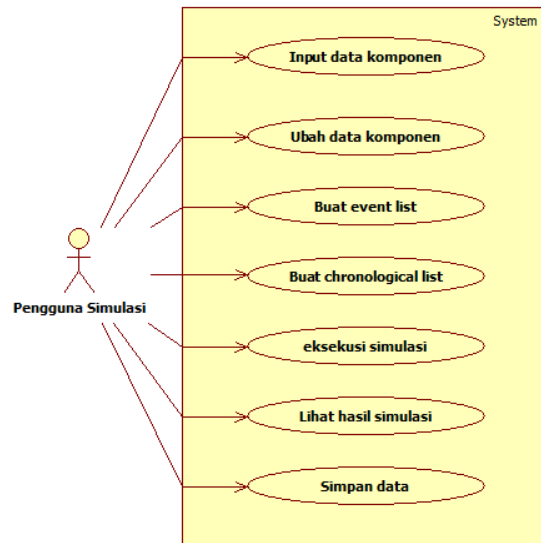 System
Input data komponen
Ubah data komponen
Buat event list
Buat chronological list
Pengguna Simulasi
eksekusi simulasi
Lihat hasil simulasi
Simpan data